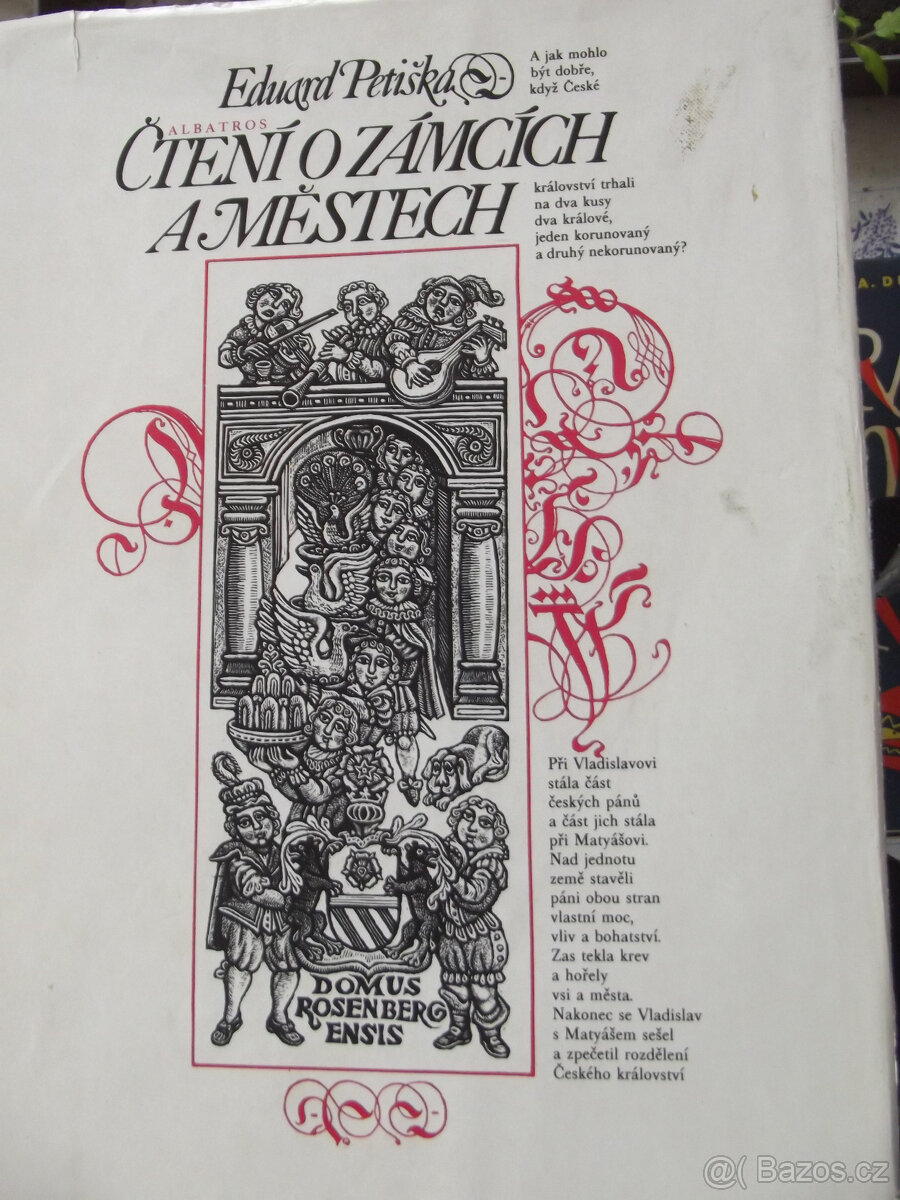 Eduard Petiška
A jak mohlo
být dobře,
když České
ALBATROS
ČTENÍ O ZÁMCÍCH
A MĚSTECH
království trhali
na dva kusy
dva králové,
jeden korunovaný
a druhý nekorunovaný?
A. D
Při Vladislavovi
stála část
českých pánů
a část jich stála
při Matyášovi.
Nad jednotu
země stavěli
páni obou stran
vlastní moc,
vliv a bohatství.
Zas tekla krev
a hořely
vsi a města.
Nakonec se Vladislav
s Matyášem sešel
a zpečetil rozdělení
Českého království
DOMUS
ROSENBERG
ENSIS
@( Bazos.cz